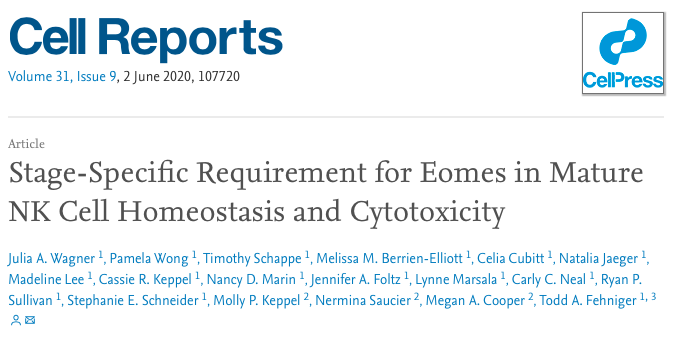 Cell Reports
Volume 31, Issue 9, 2 June 2020, 107720
CellPress
Article
Stage-Specific Requirement for Eomes in Mature
NK Cell Homeostasis and Cytotoxicity
Julia A. Wagner 1, Pamela Wong 1, Timothy Schappe 1, Melissa M. Berrien-Elliott 1, Celia Cubitt 1, Natalia Jaeger 1,
Madeline Lee 1, Cassie R. Keppel 1, Nancy D. Marin 1, Jennifer A. Foltz 1, Lynne Marsala 1, Carly C. Neal 1, Ryan P.
Sullivan 1, Stephanie E. Schneider 1, Molly P. Keppel 2, Nermina Saucier 2, Megan A. Cooper 2, Todd A. Fehniger 1, 3